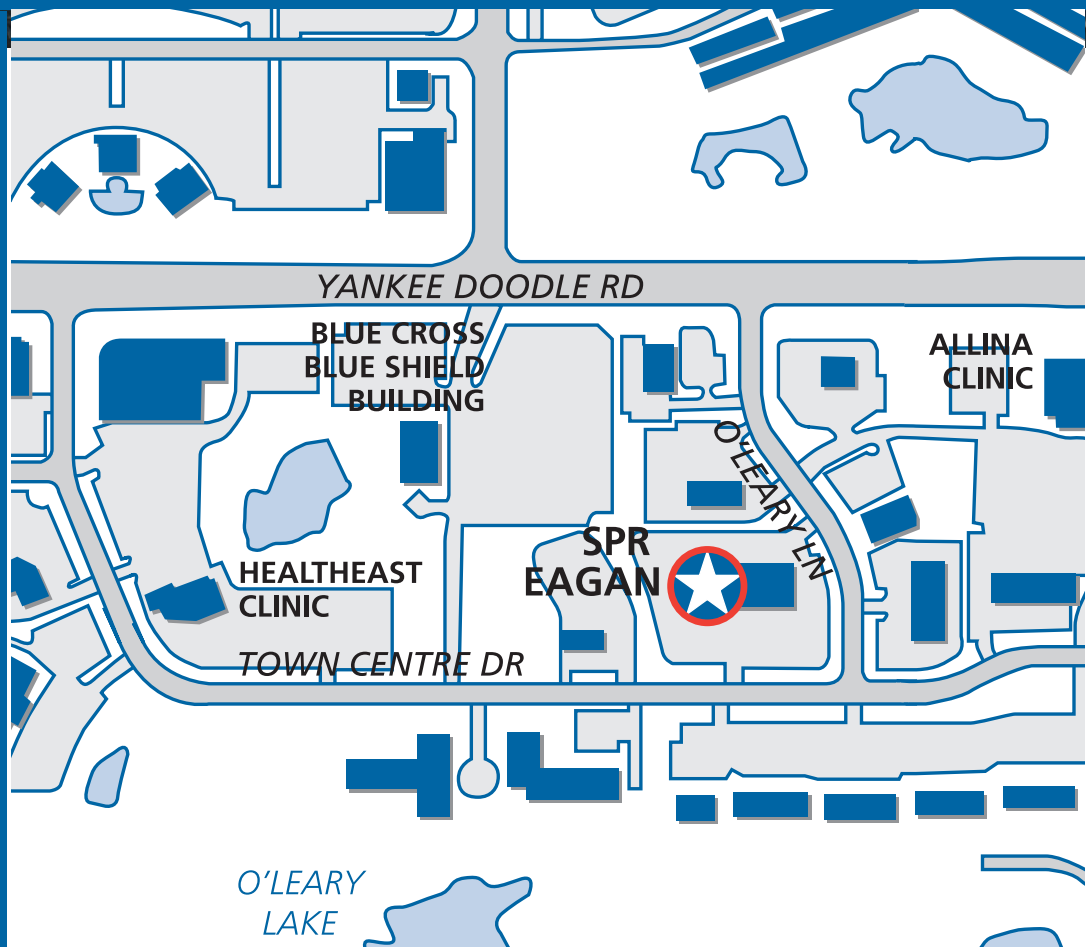 YANKEE DOODLE RD
BLUE CROSS
BLUE SHIELD
BUILDING
ALLINA
CLINIC
O'LEARY LN
SPR
EAGAN
HEALTHEAST
CLINIC
TOWN CENTRE DR
O'LEARY
LAKE